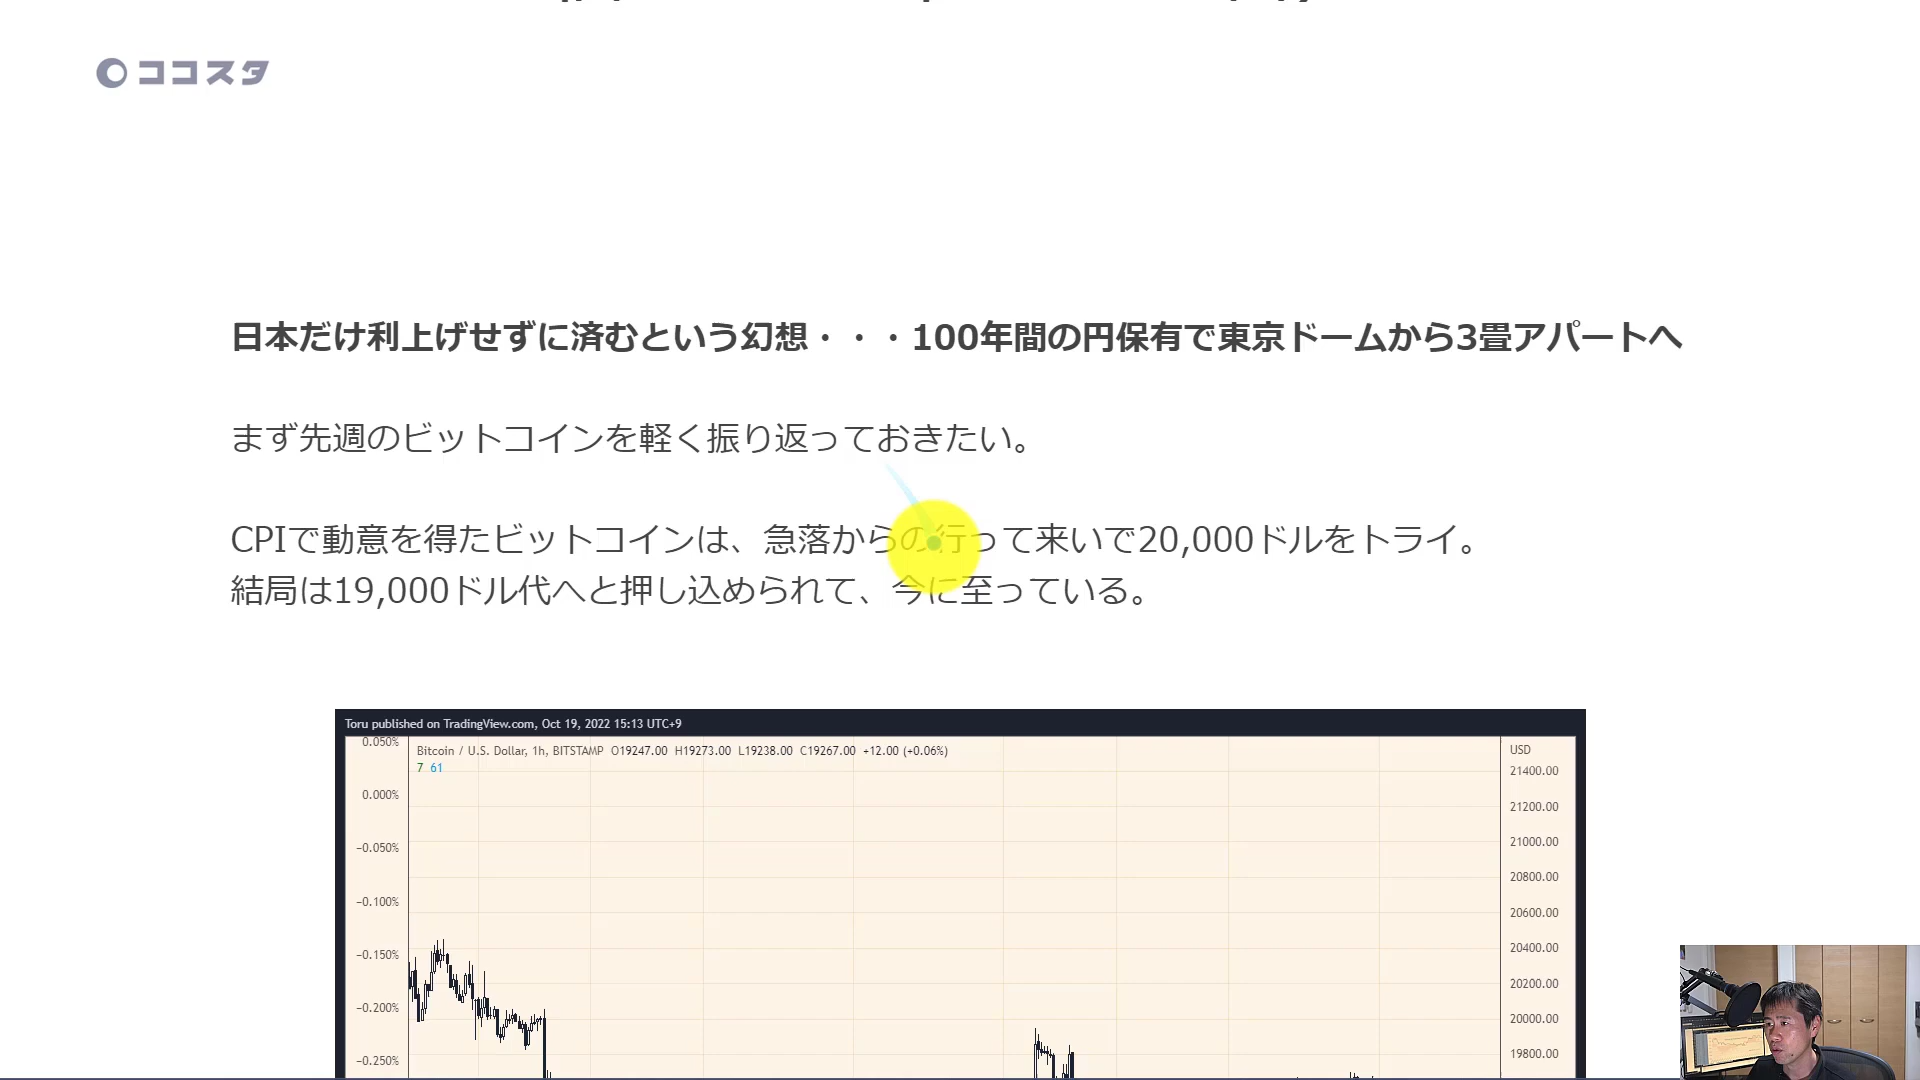 ココスタ
日本だけ利上げせずに済むという幻想・・・100年間の円保有で東京ドームから3畳アパートへ
まず先週のビットコインを軽く振り返っておきたい。
CPIで動意を得たビットコインは、急落からの行って来いで20,000ドルをトライ。
結局は19,000ドル代へと押し込められて、今に至っている。
Toru published on TradingView.com, Oct 19, 2022 15:13 UTC+9
Bitcoin / U.S. Dollar, 1h, BITSTAMP O19247.00 H19273.00 L19238.00 C19267.00 +12.00 (+0.06%)
7 61
0.050%
0.000%
−0.050%
−0.100%
−0.150%
−0.200%
−0.250%
USD
21400.00
21200.00
21000.00
20800.00
20600.00
20400.00
20200.00
20000.00
19800.00